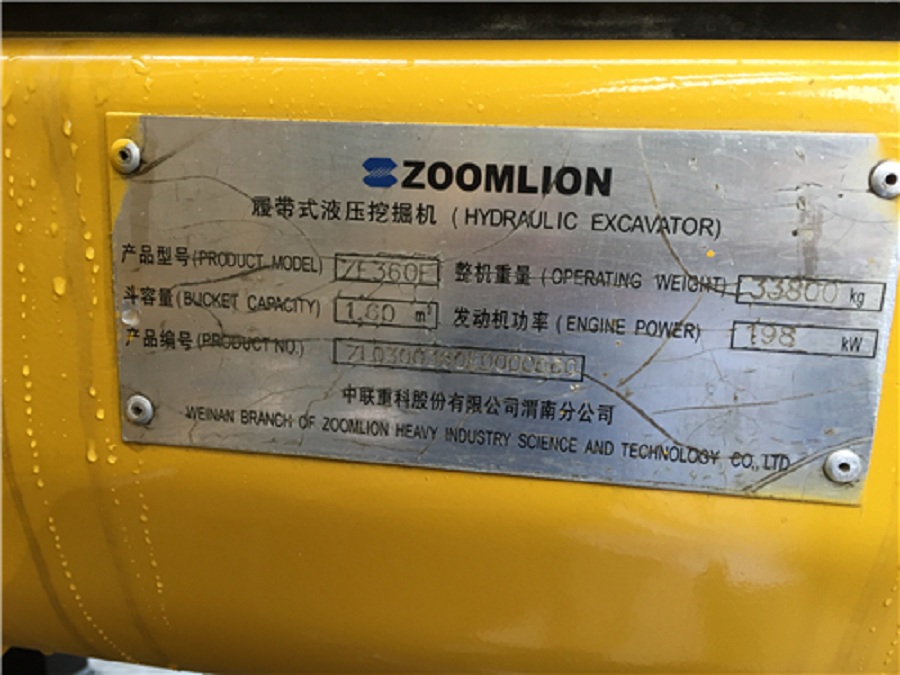 ZOOMLION
履带式液压挖掘机 (HYDRAULIC EXCAVATOR)
产品型号(PRODUCT MODEL) ZE360E 整机重量 (OPERATING WEIGHT) 33800 kg
斗容量(BUCKET CAPACITY) 1.60 m³ 发动机功率 (ENGINE POWER) 198 kW
产品编号(PRODUCT NO.)
中联重科股份有限公司渭南分公司
WEINAN BRANCH OF ZOOMLION HEAVY INDUSTRY SCIENCE AND TECHNOLOGY CO.,LTD